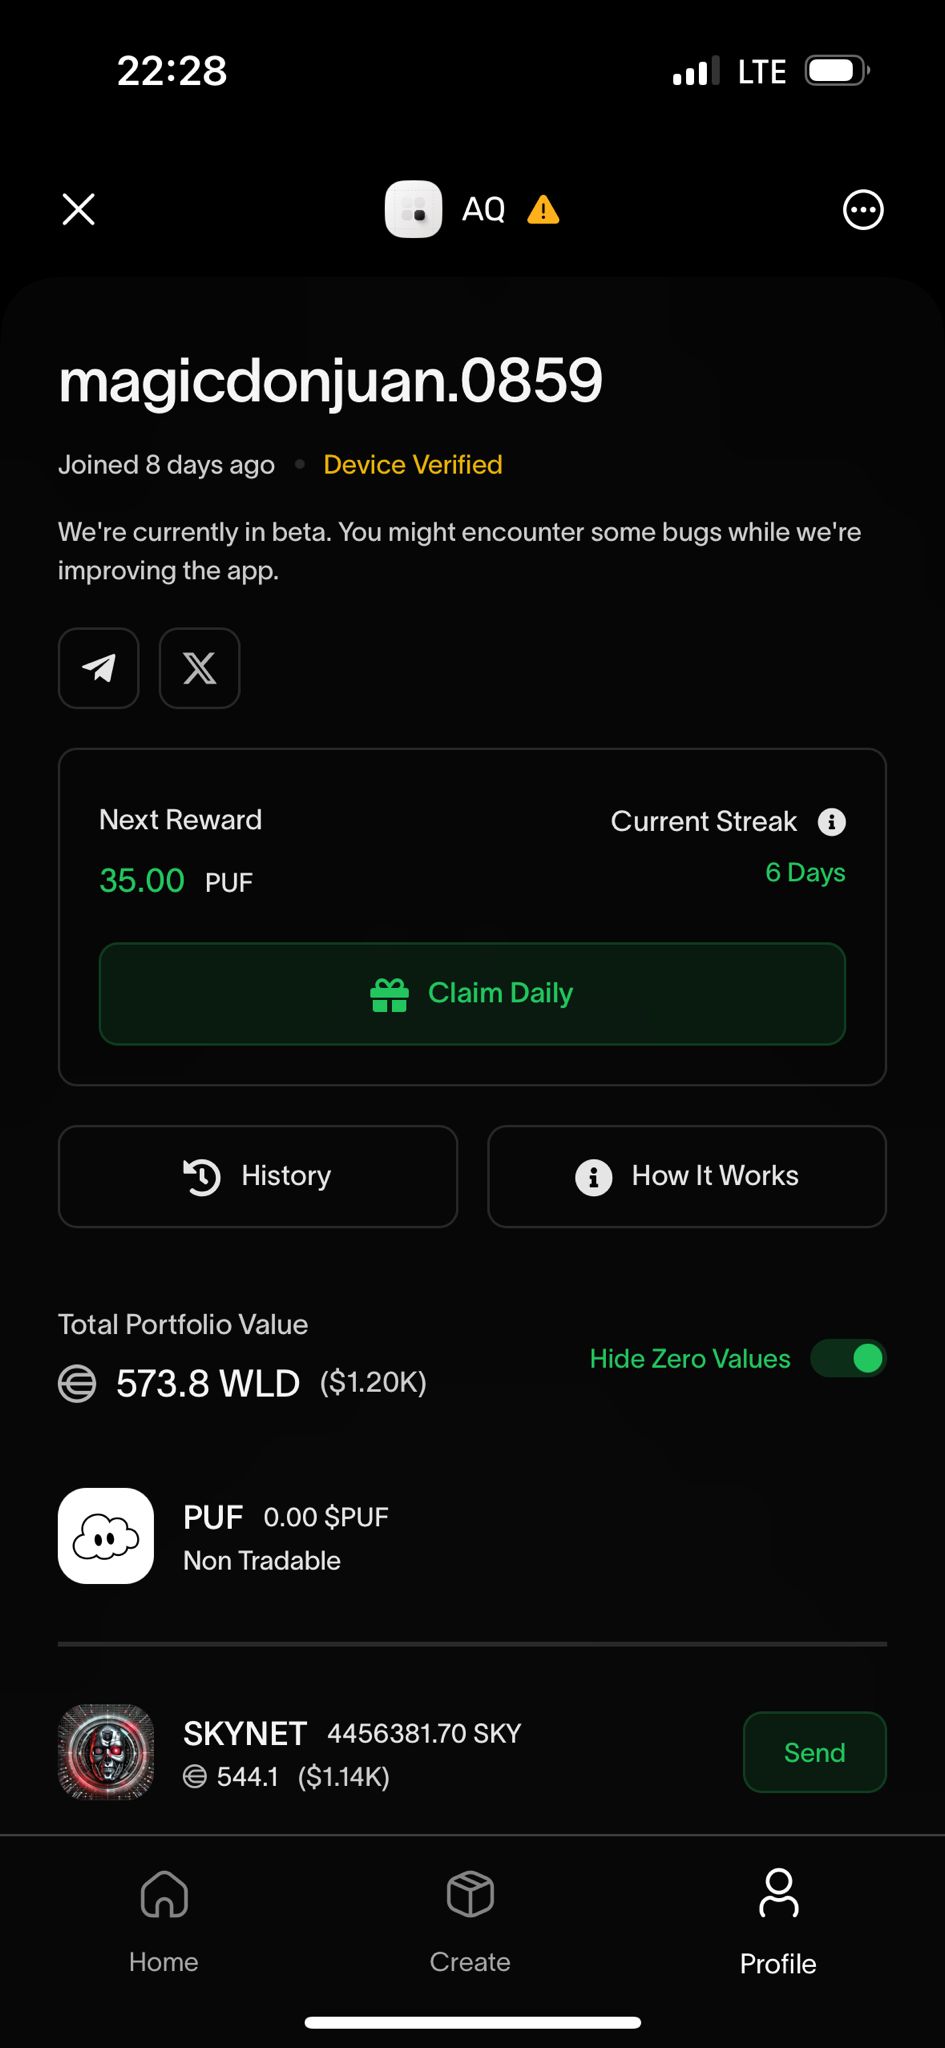 22:28
LTE
AQ
magicdonjuan.0859
Joined 8 days ago • Device Verified
We're currently in beta. You might encounter some bugs while we're
improving the app.
Next Reward
Current Streak
35.00 PUF
6 Days
Claim Daily
History
How It Works
Total Portfolio Value
573.8 WLD ($1.20K)
Hide Zero Values
PUF 0.00 $PUF
Non Tradable
SKYNET 4456381.70 SKY
544.1 ($1.14K)
Send
Home
Create
Profile